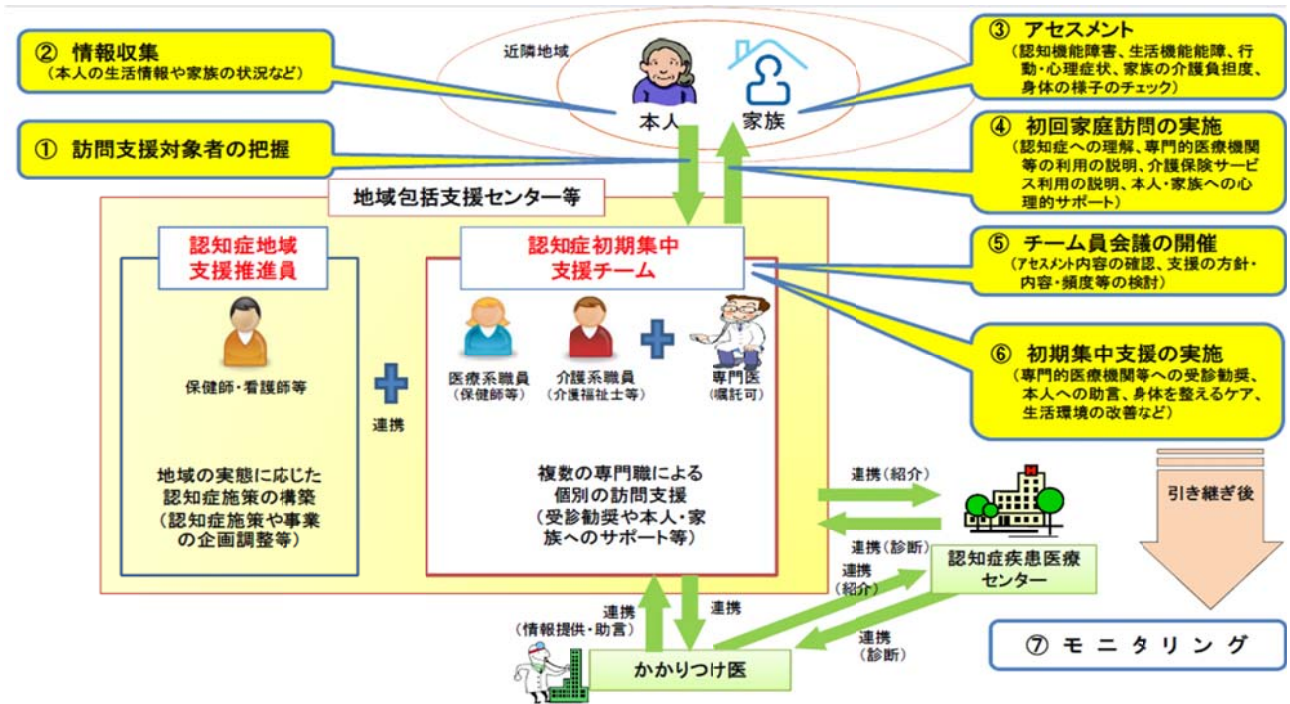 ② 情報収集
（本人の生活情報や家族の状況など）
近隣地域
本人
家族
③ アセスメント
（認知機能障害、生活機能能障、行
動・心理症状、家族の介護負担度、
身体の様子のチェック）
① 訪問支援対象者の把握
④ 初回家庭訪問の実施
（認知症への理解、専門的医療機関
等の利用の説明、介護保険サービ
ス利用の説明、本人・家族への心
理的サポート）
地域包括支援センター等
認知症地域
支援推進員
保健師・看護師等
地域の実態に応じた
認知症施策の構築
（認知症施策や事業
の企画調整等）
連携
認知症初期集中
支援チーム
医療系職員
（保健師等）
介護系職員
（介護福祉士等）
専門医
（嘱託可）
複数の専門職による
個別の訪問支援
（受診勧奨や本人・家
族へのサポート等）
⑤ チーム員会議の開催
（アセスメント内容の確認、支援の方針・
内容・頻度等の検討）
⑥ 初期集中支援の実施
（専門的医療機関等への受診勧奨、
本人への助言、身体を整えるケア、
生活環境の改善など）
連携（紹介）
連携（診断）
H
認知症疾患医療
センター
引き継ぎ後
連携
（情報提供・助言）
連携
連携
（紹介）
連携
（診断）
かかりつけ医
⑦ モニタリング